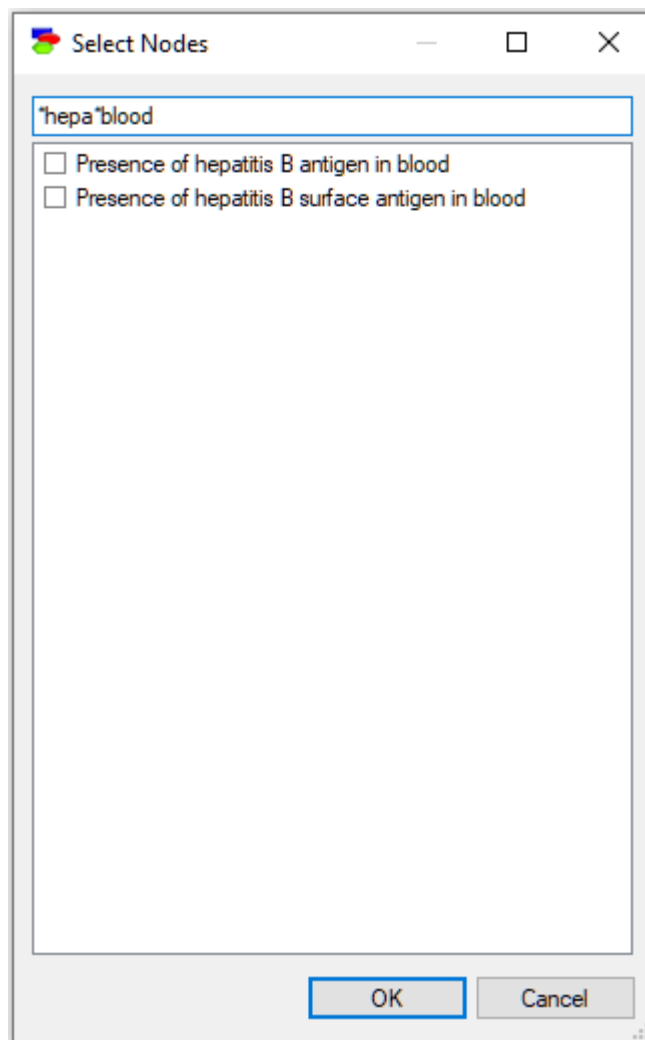 Select Nodes
*hepa*blood
Presence of hepatitis B antigen in blood
Presence of hepatitis B surface antigen in blood
OK Cancel